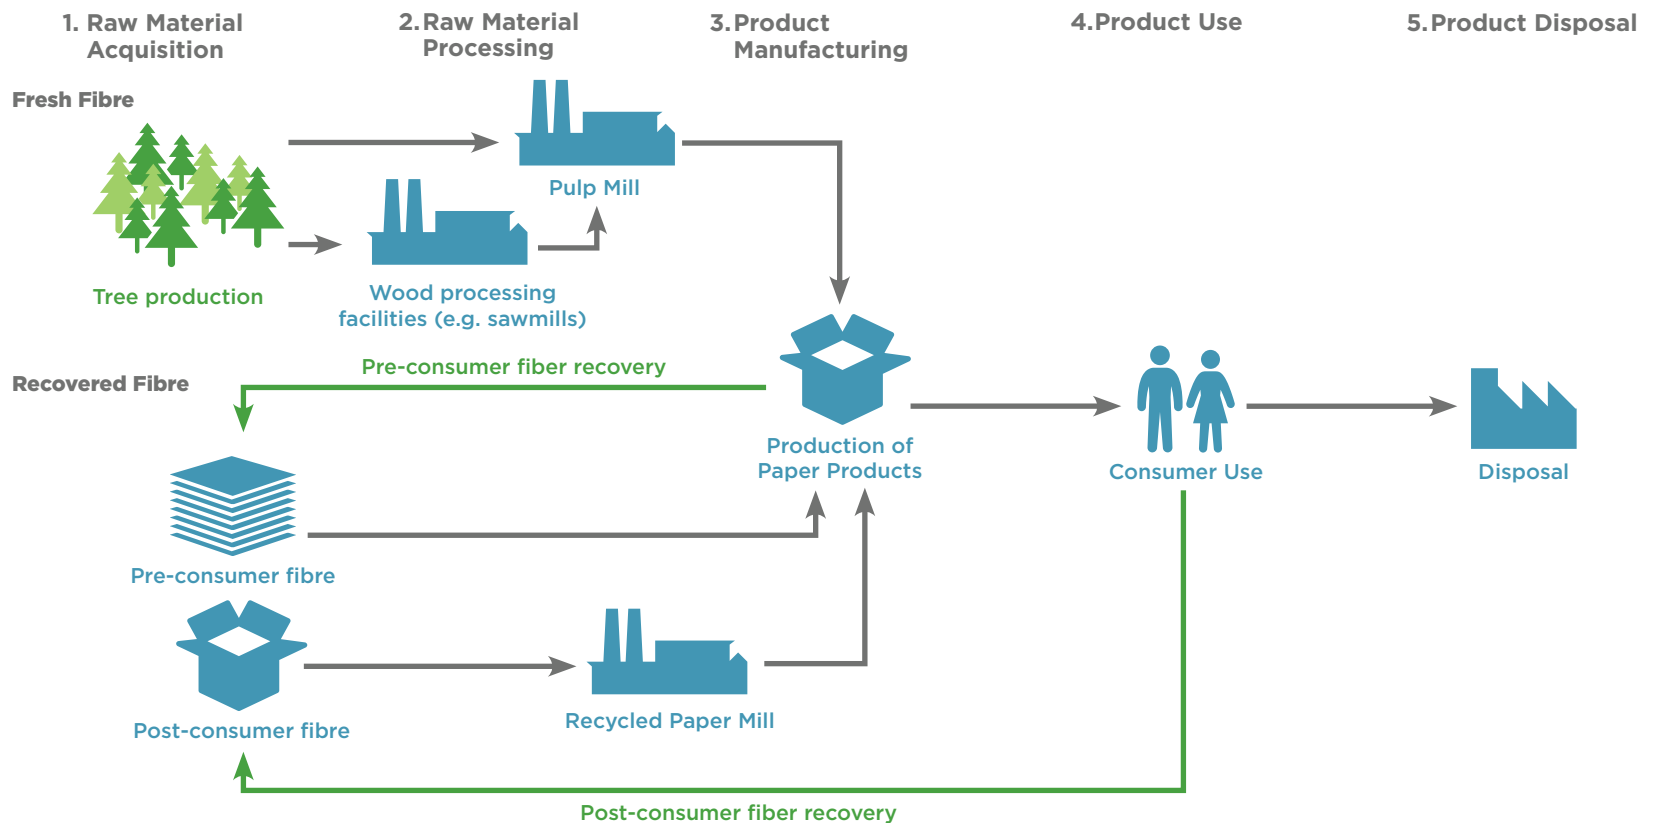 1. Raw Material
Acquisition
2. Raw Material
Processing
3. Product
Manufacturing
4. Product Use
5. Product Disposal
Fresh Fibre
Pulp Mill
Tree production
Wood processing
facilities (e.g. sawmills)
Recovered Fibre
Pre-consumer fiber recovery
Production of
Paper Products
Consumer Use
Disposal
Pre-consumer fibre
Post-consumer fibre
Recycled Paper Mill
Post-consumer fiber recovery